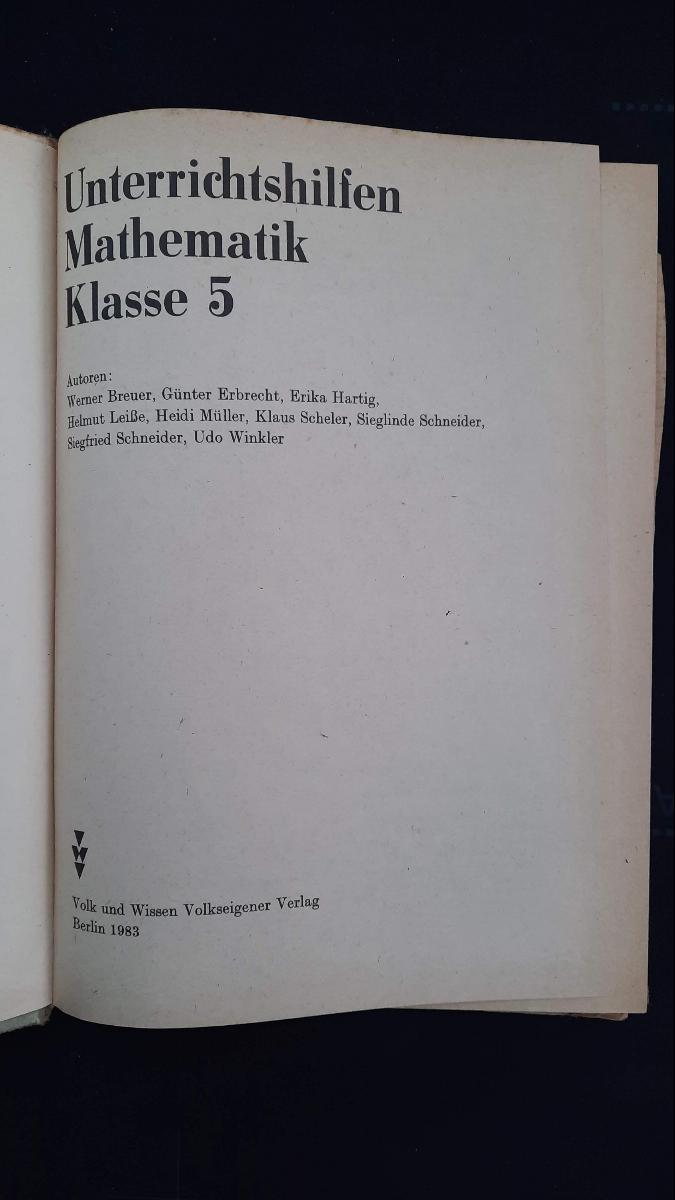 Unterrichtshilfen
Mathematik
Klasse 5
Autoren:
Werner Breuer, Günter Erbrecht, Erika Hartig,
Helmut Leiße, Heidi Müller, Klaus Scheler, Sieglinde Schneider,
Siegfried Schneider, Udo Winkler
Volk und Wissen Volkseigener Verlag
Berlin 1983